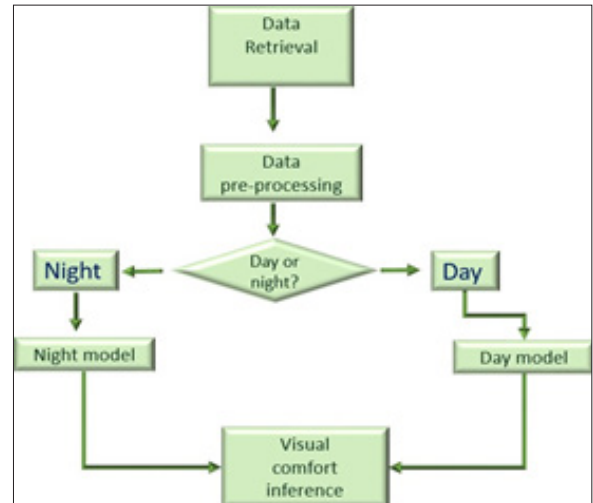 Data
Retrieval
Data
pre-processing
Day or
night?
Night
Day
Night model
Day model
Visual
comfort
inference